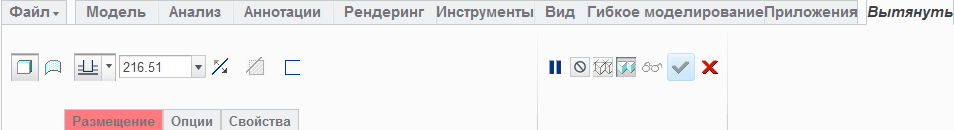 Файл Модель Анализ Аннотации Рендеринг Инструменты Вид Гибкое моделирование Приложения Вытянуть
216.51
Размещение Опции Свойства